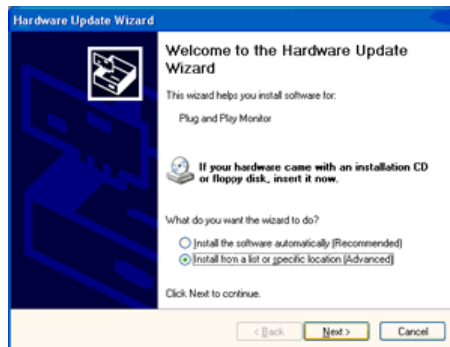 Hardware Update Wizard
Welcome to the Hardware Update
Wizard
This wizard helps you install software for:
Plug and Play Monitor
If your hardware came with an installation CD
or floppy disk, insert it now.
What do you want the wizard to do?
Install the software automatically (Recommended)
Install from a list or specific location (Advanced)
Click Next to continue.
< Back Next > Cancel